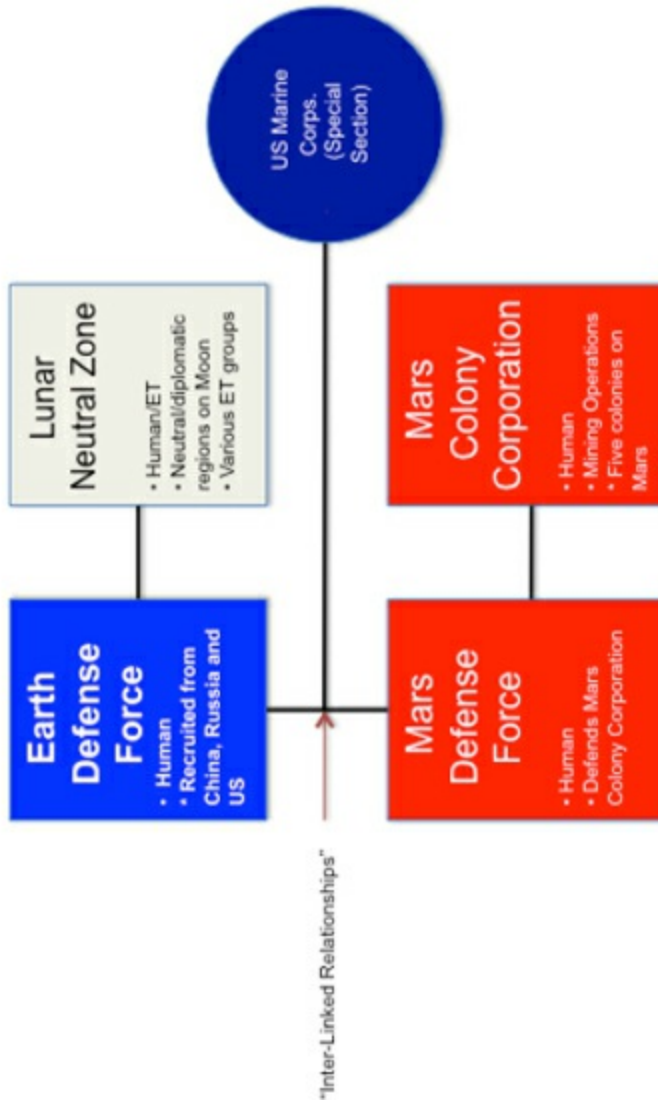 "Inter-Linked Relationships"
Earth
Defense
Force
• Human
* Recruited from
China, Russia and
US
Mars
Defense
Force
• Human
• Defends Mars
Colony Corporation
Lunar
Neutral Zone
• Human/ET
• Neutral/diplomatic
regions on Moon
• Various ET groups
Mars
Colony
Corporation
• Human
• Mining Operations
* Five colonies on
Mars
US Marine
Corps.
(Special
Section)